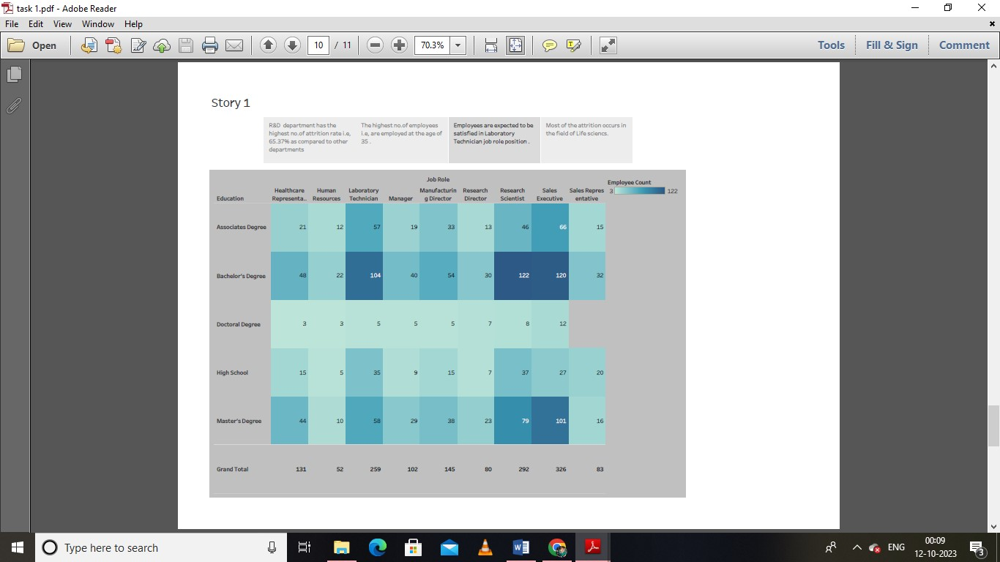 task 1.pdf - Adobe Reader
File Edit View Window Help
Open 10 / 11 70.3% Tools Fill & Sign Comment
Story 1
R&D department has the
highest no.of attrition rate i.e,
65.37% as compared to other
departments
The highest no.of employees
i.e, are employed at the age of
35 .
Employees are expected to be
satisfied in Laboratory
Technician job role position .
Most of the attrition occurs in
the field of Life sciencs.
Job Role
Education
Healthcare
Representa..
Human
Resources
Laboratory
Technician
Manager
Manufacturin
g Director
Research
Director
Research
Scientist
Sales
Executive
Sales Repres
entative
Employee Count
3 122
Associates Degree 21 12 57 19 33 13 46 66 15
Bachelor's Degree 48 22 104 40 54 30 122 120 32
Doctoral Degree 3 3 5 5 5 7 8 12
High School 15 5 35 9 15 7 37 27 20
Master's Degree 44 10 58 29 38 23 79 101 16
Grand Total 131 52 259 102 145 80 292 326 83
Type here to search
ENG
00:09
12-10-2023
3